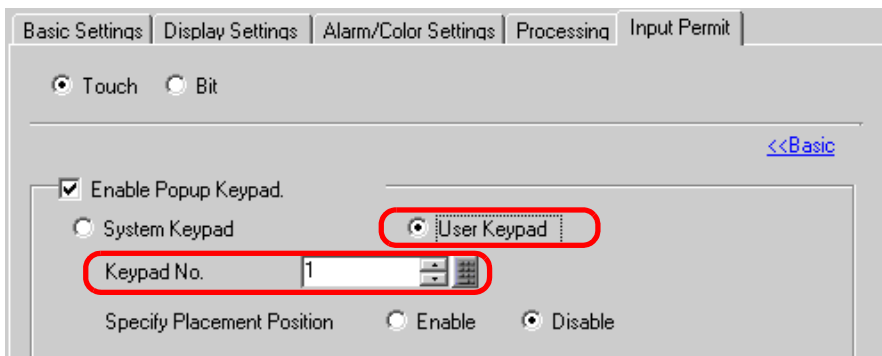 Basic Settings Display Settings Alarm/Color Settings Processing Input Permit
Touch Bit
<<Basic
Enable Popup Keypad.
System Keypad User Keypad
Keypad No. 1
Specify Placement Position Enable Disable